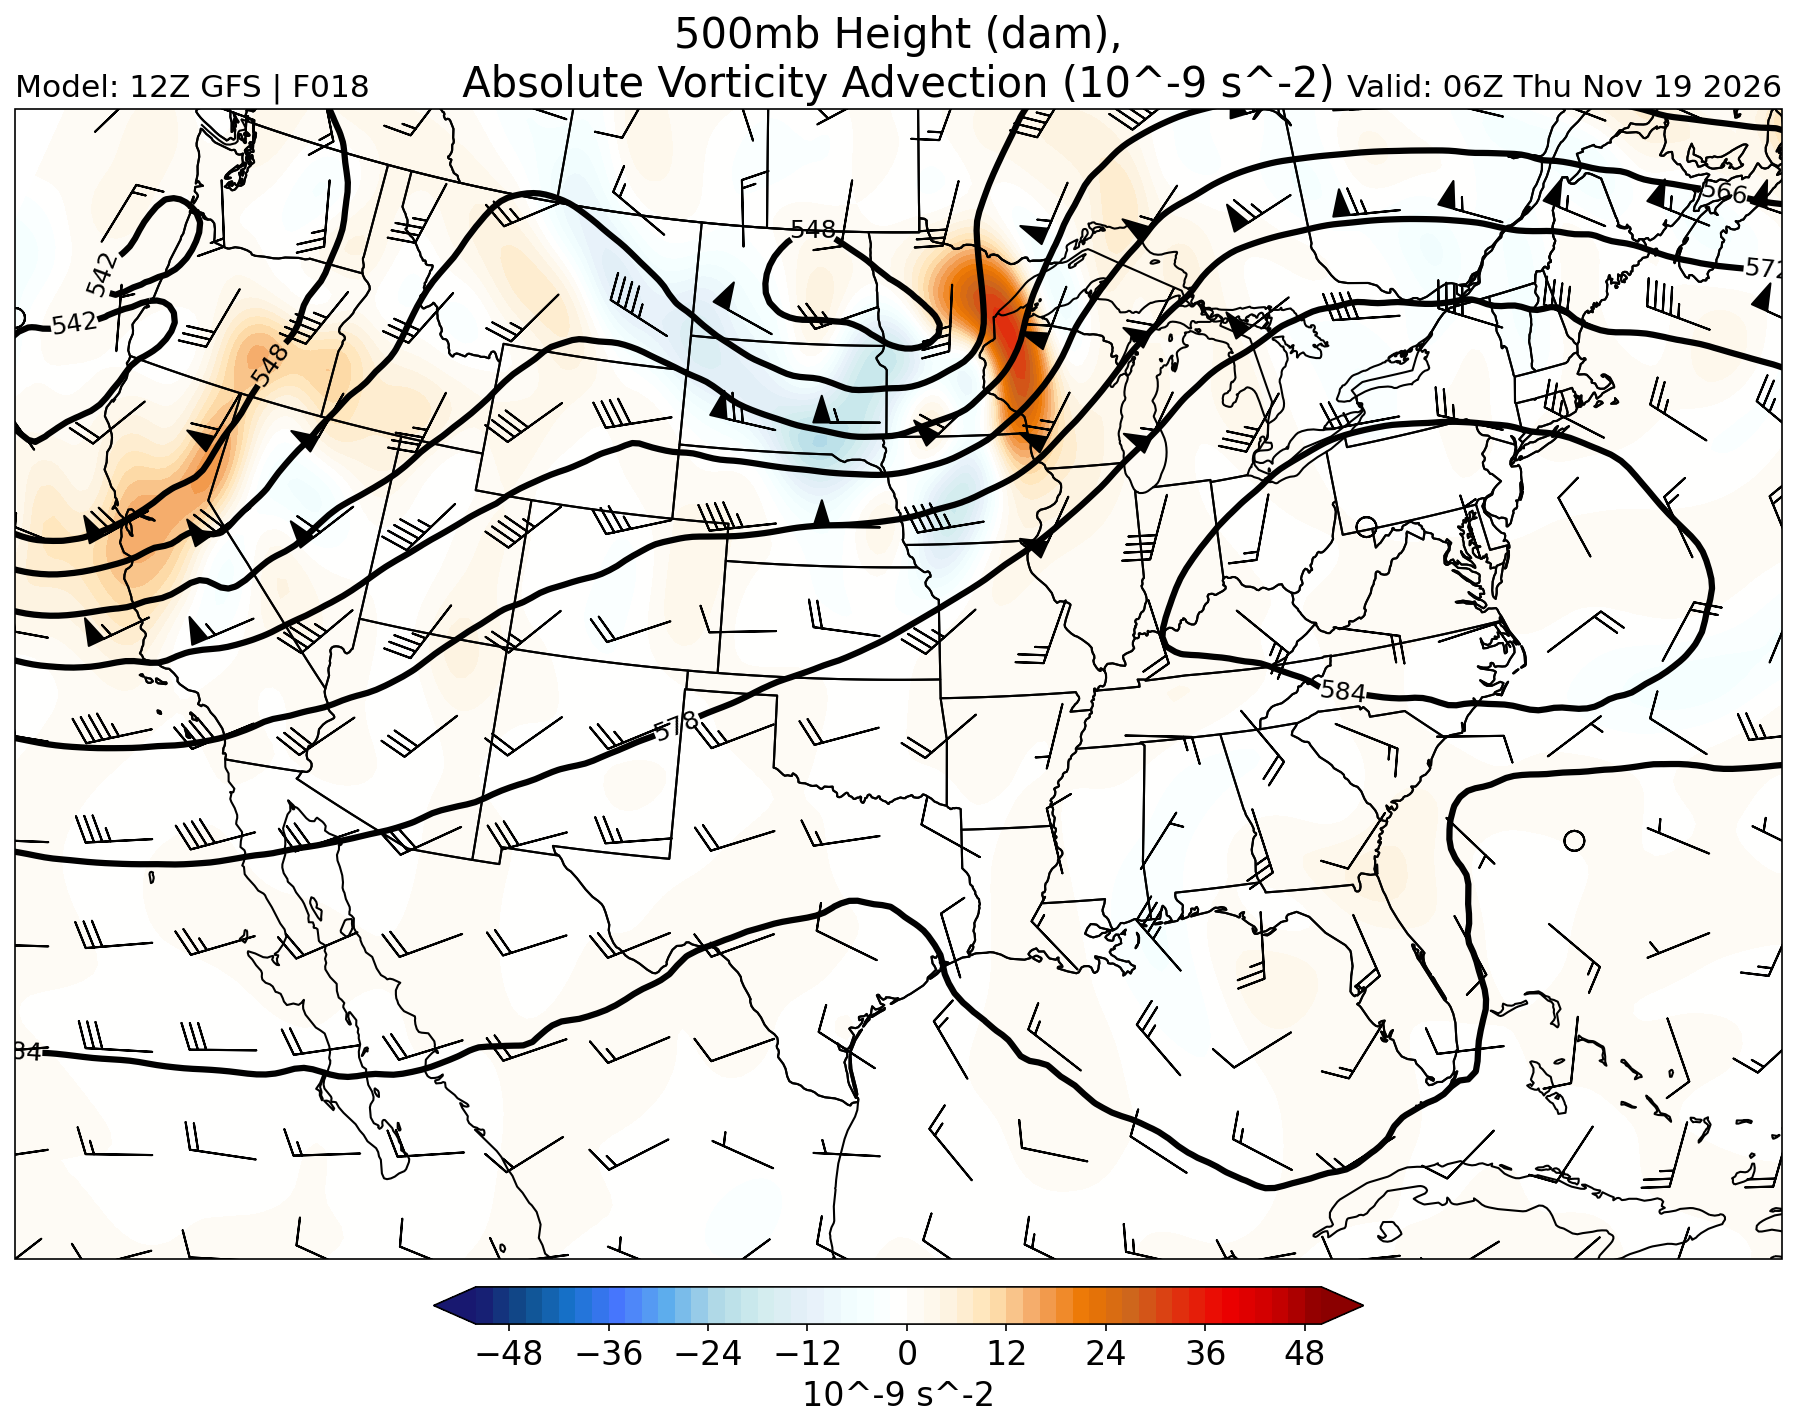 500mb Height (dam),
Model: 12Z GFS | F018
Absolute Vorticity Advection (10^-9 s^-2)
Valid: 06Z Thu Nov 19 2026
566
548
542
572
542
548
584
578
84
−48 −36 −24 −12 0 12 24 36 48
10^-9 s^-2